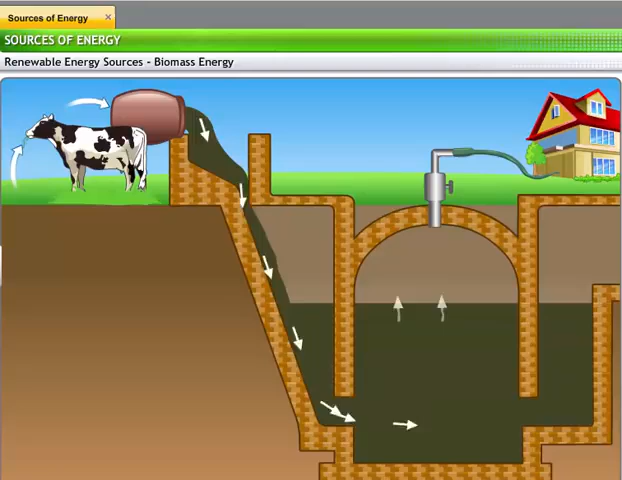 Sources of Energy
SOURCES OF ENERGY
Renewable Energy Sources - Biomass Energy